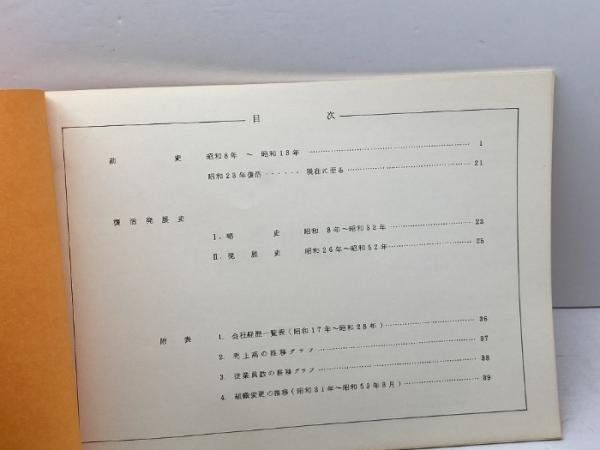 目次
前史 昭和8年 ～ 昭和13年 1
昭和23年復活 現在に至る 21
復活発展史
I. 略史 昭和 8年～昭和52年 23
II. 発展史 昭和26年～昭和52年 25
附表 1. 会社経歴一覧表(昭和17年～昭和28年) 36
2. 売上高の推移グラフ 37
3. 従業員数の推移グラフ 38
4. 組織変更の推移(昭和31年～昭和53年3月) 39